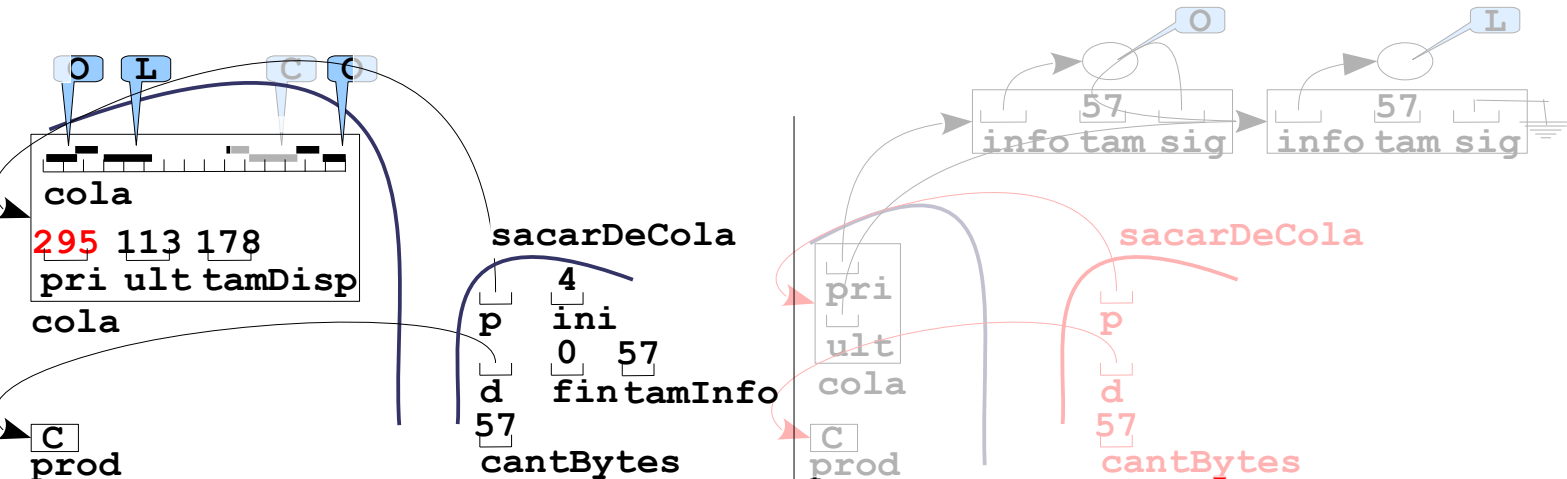 O L C O
cola
295 113 178
pri ult tamDisp
cola
sacarDeCola
4
p ini
0 57
d fin tamInfo
57
cantBytes
C
prod
O L
57
info tam sig
57
info tam sig
pri
ult
cola
sacarDeCola
p
d
57
cantBytes
C
prod